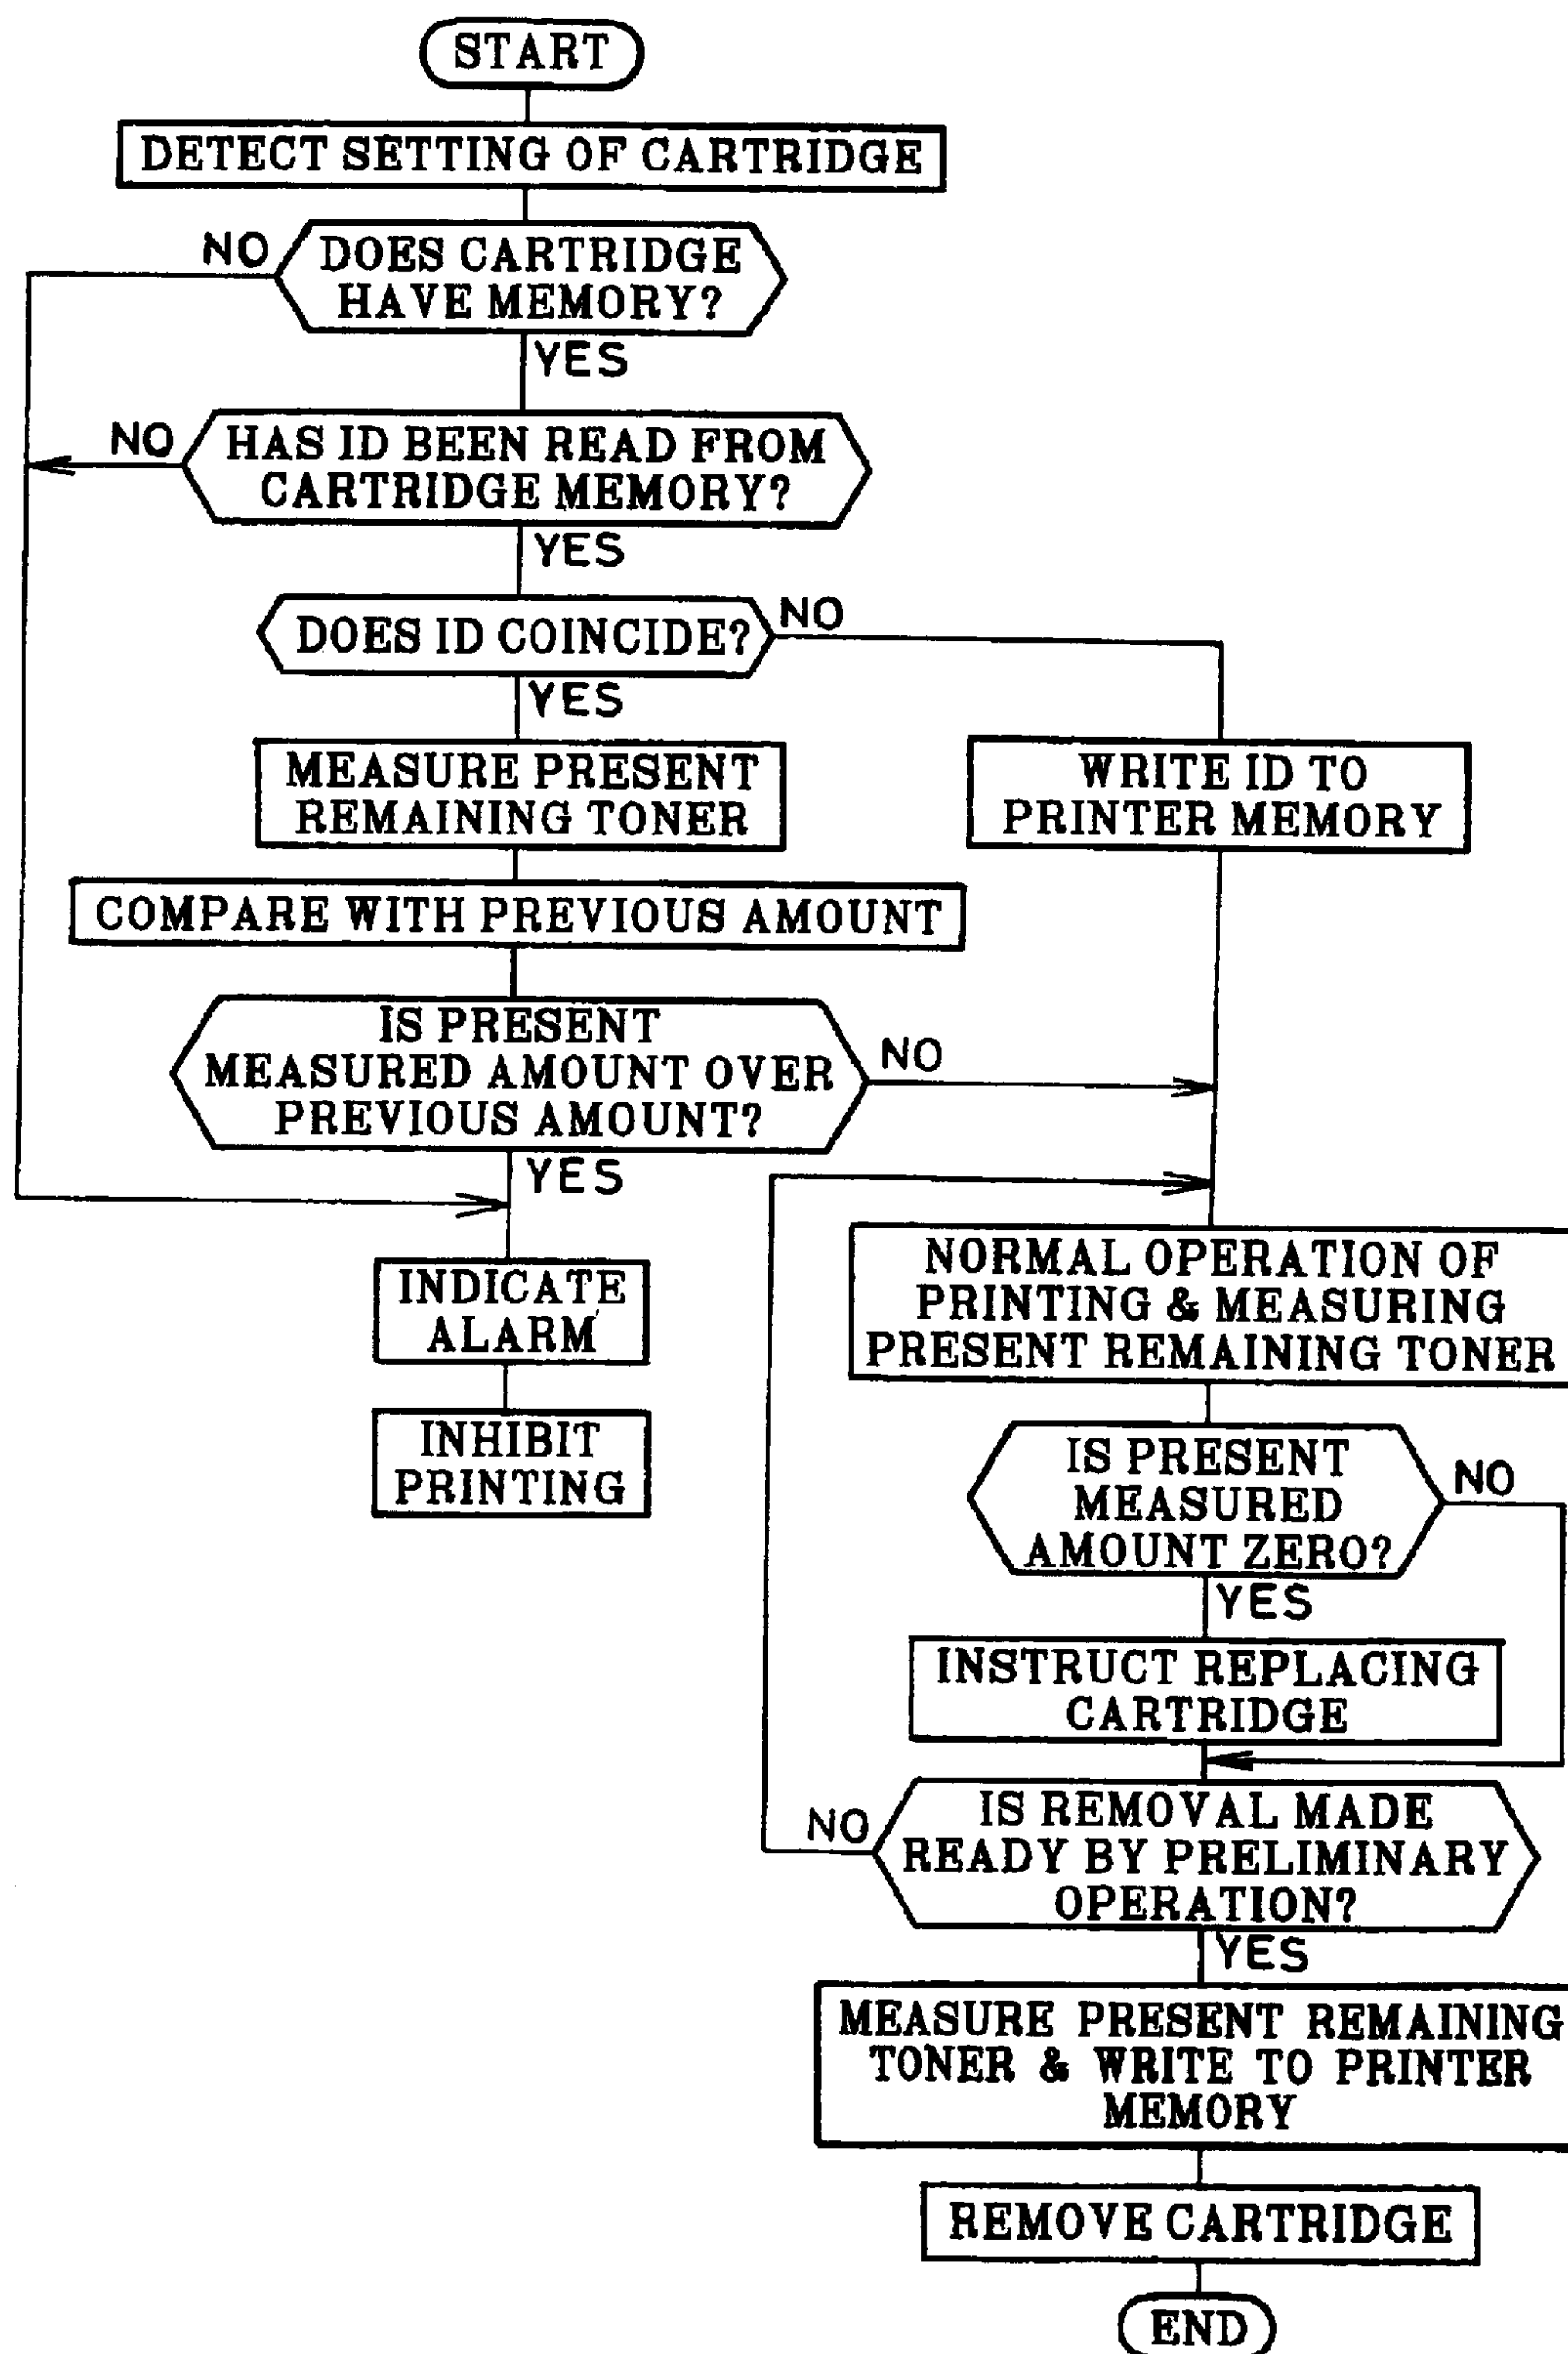 START
DETECT SETTING OF CARTRIDGE
NO
DOES CARTRIDGE
HAVE MEMORY?
YES
NO
HAS ID BEEN READ FROM
CARTRIDGE MEMORY?
YES
DOES ID COINCIDE?
NO
YES
MEASURE PRESENT
REMAINING TONER
WRITE ID TO
PRINTER MEMORY
COMPARE WITH PREVIOUS AMOUNT
IS PRESENT
MEASURED AMOUNT OVER
PREVIOUS AMOUNT?
NO
YES
INDICATE
ALARM
INHIBIT
PRINTING
NORMAL OPERATION OF
PRINTING & MEASURING
PRESENT REMAINING TONER
IS PRESENT
MEASURED
AMOUNT ZERO?
NO
YES
INSTRUCT REPLACING
CARTRIDGE
NO
IS REMOVAL MADE
READY BY PRELIMINARY
OPERATION?
YES
MEASURE PRESENT REMAINING
TONER & WRITE TO PRINTER
MEMORY
REMOVE CARTRIDGE
END